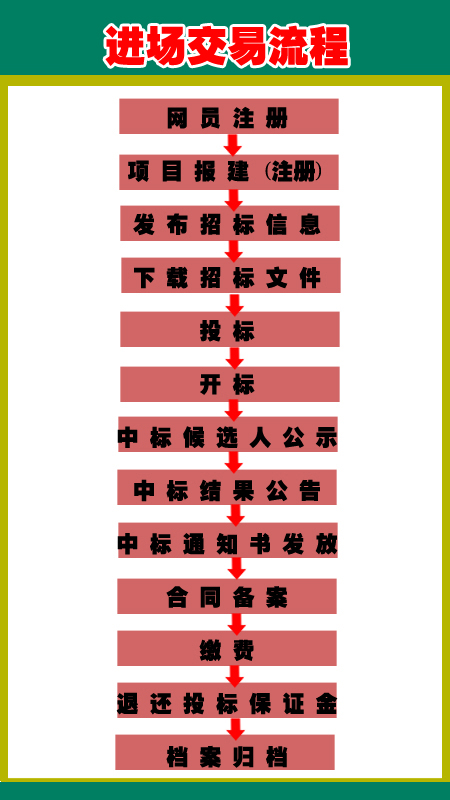 进场交易流程
网员注册
项目报建(注册)
发布招标信息
下载招标文件
投标
开标
中标候选人公示
中标结果公告
中标通知书发放
合同备案
缴费
退还投标保证金
档案归档